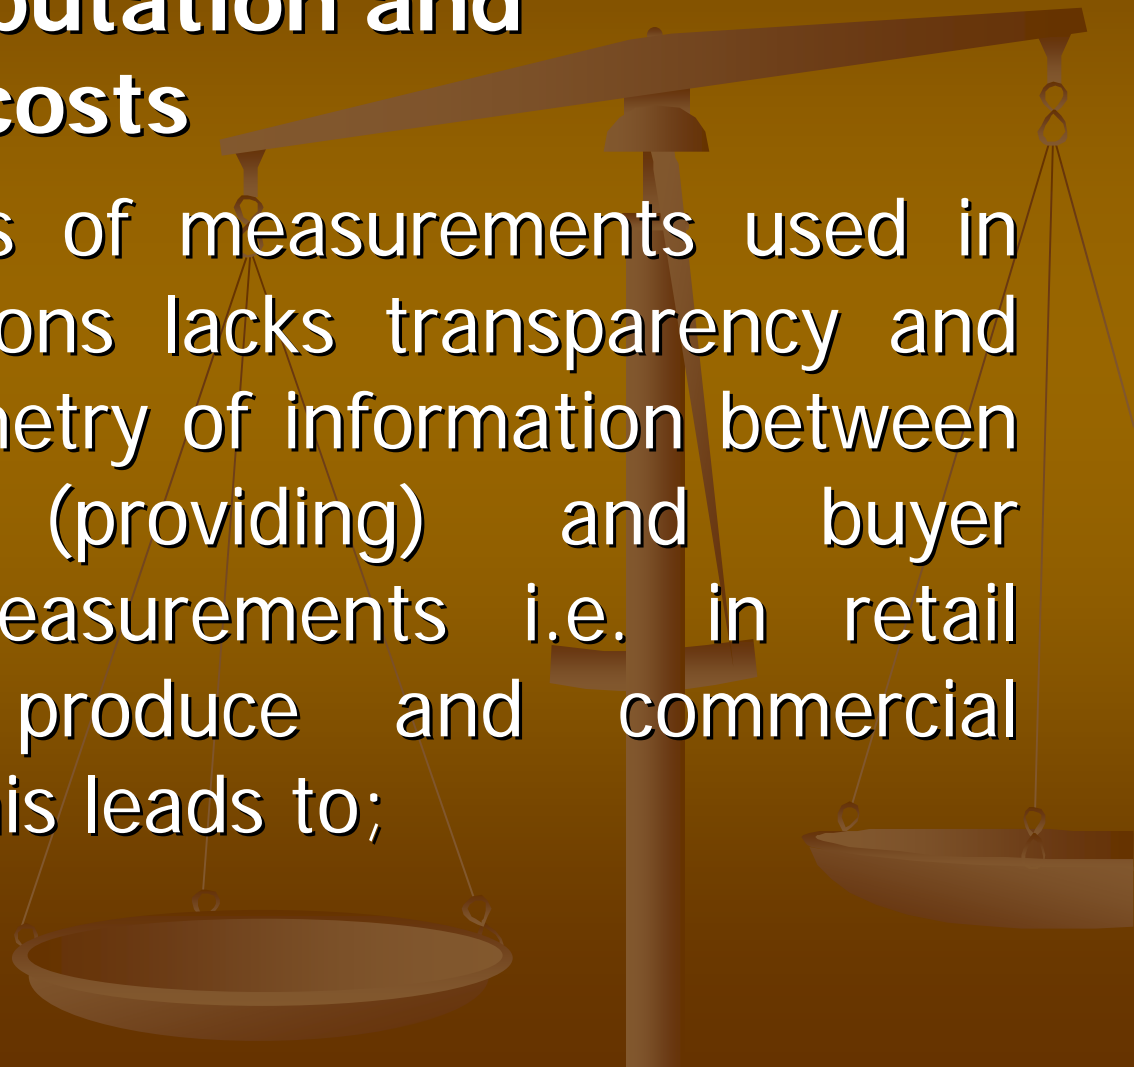 putation and
costs
s of measurements used in
ons lacks transparency and
netry of information between
(providing) and buyer
easurements i.e. in retail
produce and commercial
is leads to;